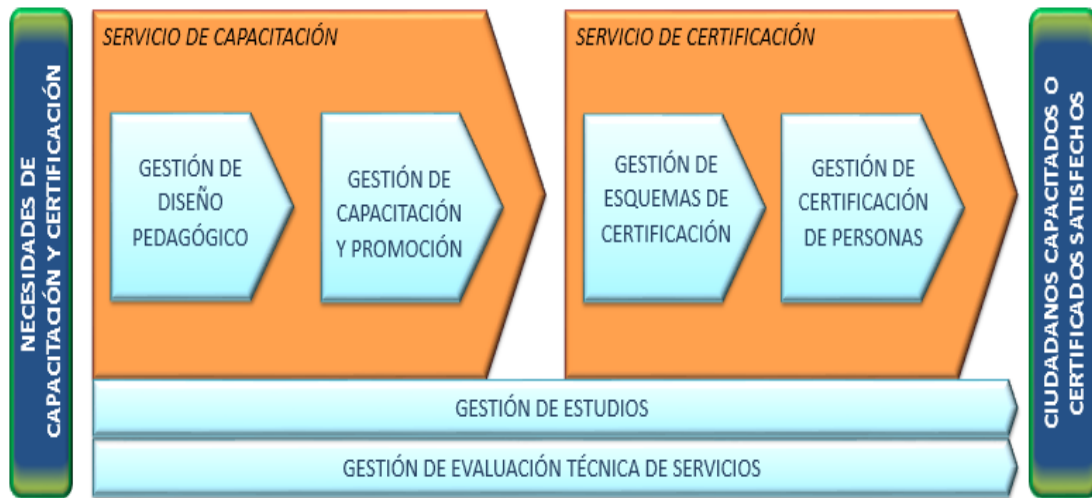 NECESIDADES DE
CAPACITACIÓN Y CERTIFICACIÓN
SERVICIO DE CAPACITACIÓN
GESTIÓN DE
DISEÑO
PEDAGÓGICO
GESTIÓN DE
CAPACITACIÓN
Y PROMOCIÓN
SERVICIO DE CERTIFICACIÓN
GESTIÓN DE
ESQUEMAS DE
CERTIFICACIÓN
GESTIÓN DE
CERTIFICACIÓN
DE PERSONAS
GESTIÓN DE ESTUDIOS
GESTIÓN DE EVALUACIÓN TÉCNICA DE SERVICIOS
CIUDADANOS CAPACITADOS O
CERTIFICADOS SATISFECHOS